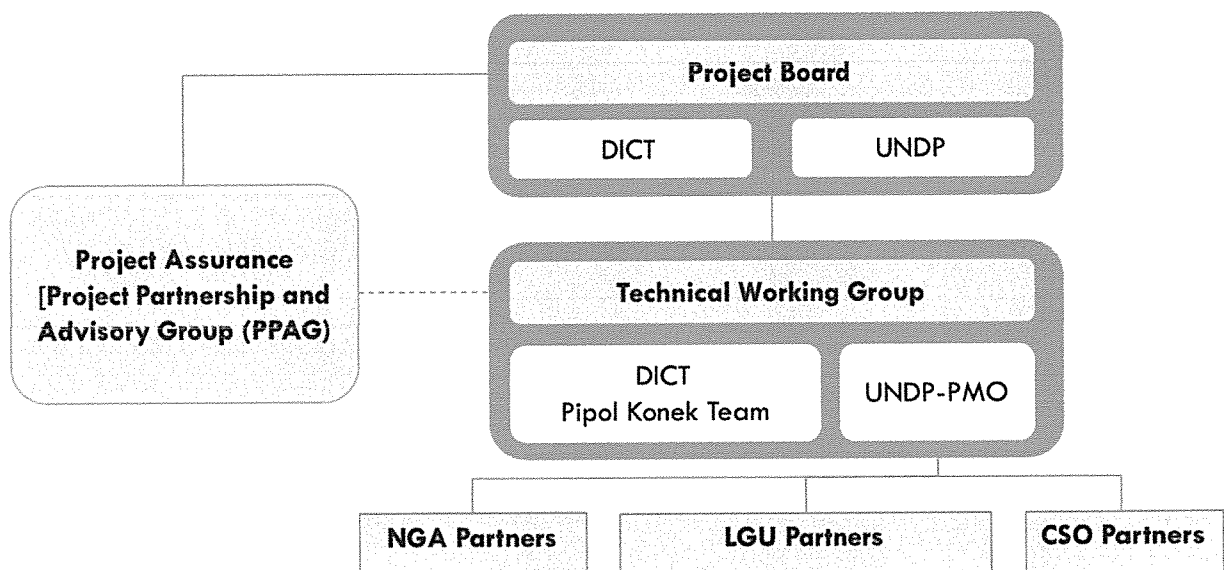 Project Board
DICT
UNDP
Project Assurance
[Project Partnership and
Advisory Group (PPAG)
Technical Working Group
DICT
Pipol Konek Team
UNDP-PMO
NGA Partners
LGU Partners
CSO Partners